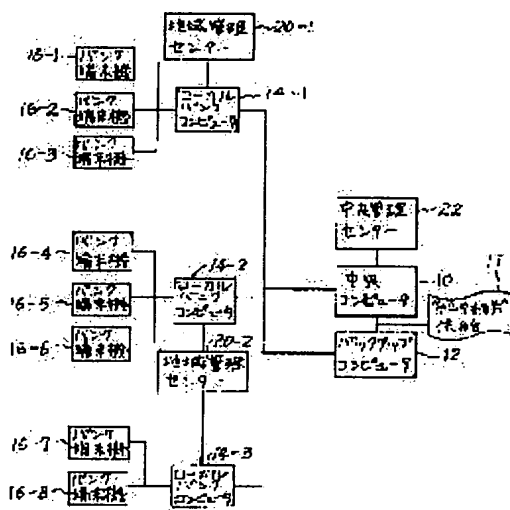 地域管理
センター
20-1
16-1
バンク
端末機
16-2
バンク
端末機
16-3
バンク
端末機
ローカル
バンク
コンピュータ
14-1
中央管理
センター
22
16-4
バンク
端末機
16-5
バンク
端末機
16-6
バンク
端末機
14-2
ローカル
バンク
コンピュータ
中央
コンピュータ
10
11
バックアップ
コンピュータ
12
20-2
地域管理
センター
16-7
バンク
端末機
16-8
バンク
端末機
14-3
ローカル
バンク
コンピュータ